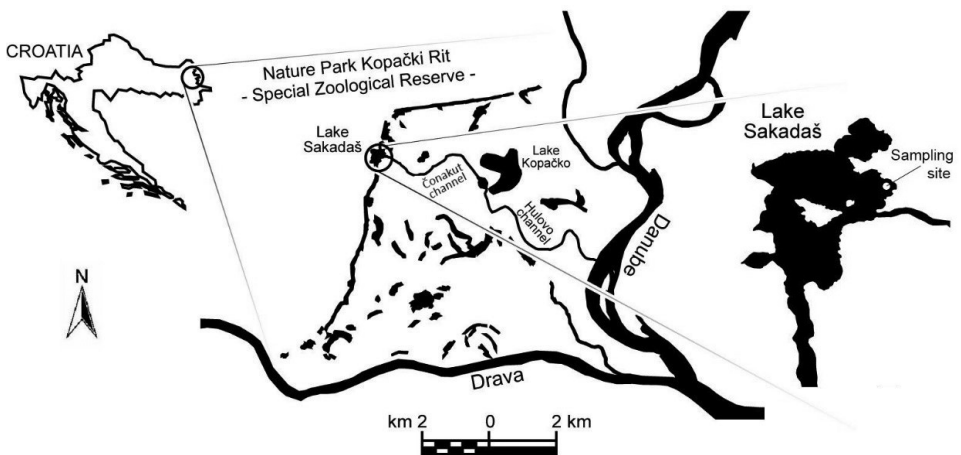 CROATIA
Nature Park Kopački Rit
- Special Zoological Reserve -
Lake
Sakadaš
Čonakut
channel
Lake
Kopačko
Hulovo
channel
Danube
Drava
Lake
Sakadaš
Sampling
site
N
km 2 0 2 km